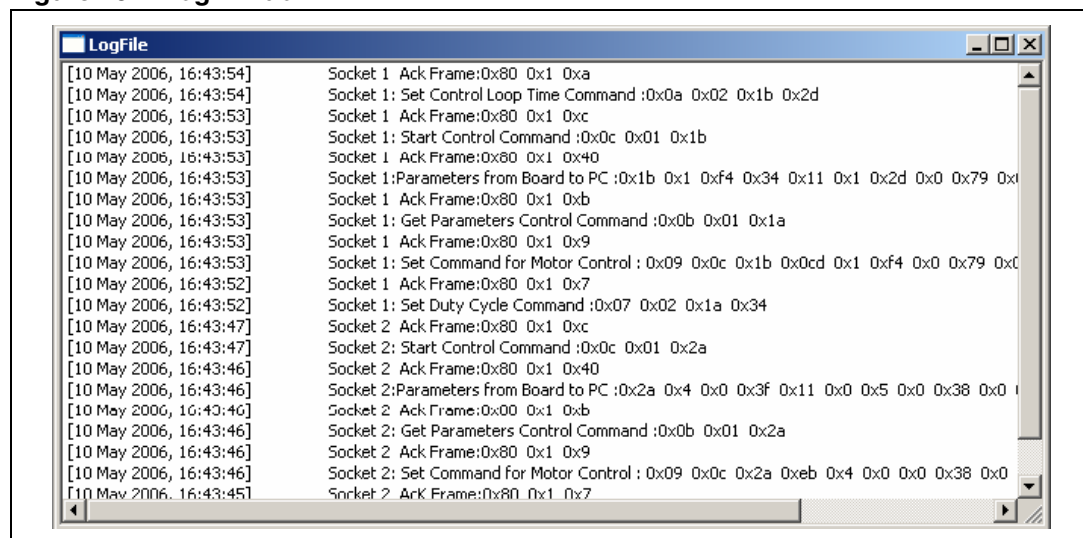 LogFile
[10 May 2006, 16:43:54] Socket 1 Ack Frame:0x80 0x1 0xa
[10 May 2006, 16:43:54] Socket 1: Set Control Loop Time Command :0x0a 0x02 0x1b 0x2d
[10 May 2006, 16:43:53] Socket 1 Ack Frame:0x80 0x1 0xc
[10 May 2006, 16:43:53] Socket 1: Start Control Command :0x0c 0x01 0x1b
[10 May 2006, 16:43:53] Socket 1 Ack Frame:0x80 0x1 0x40
[10 May 2006, 16:43:53] Socket 1:Parameters from Board to PC :0x1b 0x1 0xf4 0x34 0x11 0x1 0x2d 0x0 0x79
[10 May 2006, 16:43:53] Socket 1 Ack Frame:0x80 0x1 0xb
[10 May 2006, 16:43:53] Socket 1: Get Parameters Control Command :0x0b 0x01 0x1a
[10 May 2006, 16:43:53] Socket 1 Ack Frame:0x80 0x1 0x9
[10 May 2006, 16:43:53] Socket 1: Set Command for Motor Control : 0x09 0x0c 0x1b 0x0cd 0x1 0xf4 0x0 0x79
[10 May 2006, 16:43:52] Socket 1 Ack Frame:0x80 0x1 0x7
[10 May 2006, 16:43:52] Socket 1: Set Duty Cycle Command :0x07 0x02 0x1a 0x34
[10 May 2006, 16:43:47] Socket 2 Ack Frame:0x80 0x1 0xc
[10 May 2006, 16:43:47] Socket 2: Start Control Command :0x0c 0x01 0x2a
[10 May 2006, 16:43:46] Socket 2 Ack Frame:0x80 0x1 0x40
[10 May 2006, 16:43:46] Socket 2:Parameters from Board to PC :0x2a 0x4 0x0 0x3f 0x11 0x0 0x5 0x0 0x38 0x0
[10 May 2006, 16:43:46] Socket 2 Ack Frame:0x80 0x1 0xb
[10 May 2006, 16:43:46] Socket 2: Get Parameters Control Command :0x0b 0x01 0x2a
[10 May 2006, 16:43:46] Socket 2 Ack Frame:0x80 0x1 0x9
[10 May 2006, 16:43:46] Socket 2: Set Command for Motor Control : 0x09 0x0c 0x2a 0xeb 0x4 0x0 0x0 0x38 0x0
[10 May 2006, 16:43:45] Socket 2 Ack Frame:0x80 0x1 0x7